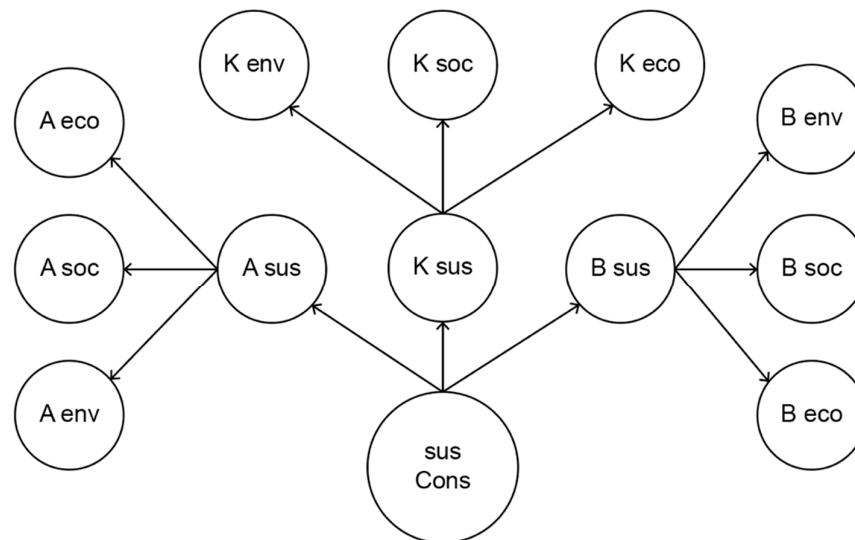 K env
K soc
K eco
A eco
B env
A soc
A sus
K sus
B sus
B soc
A env
B eco
sus
Cons